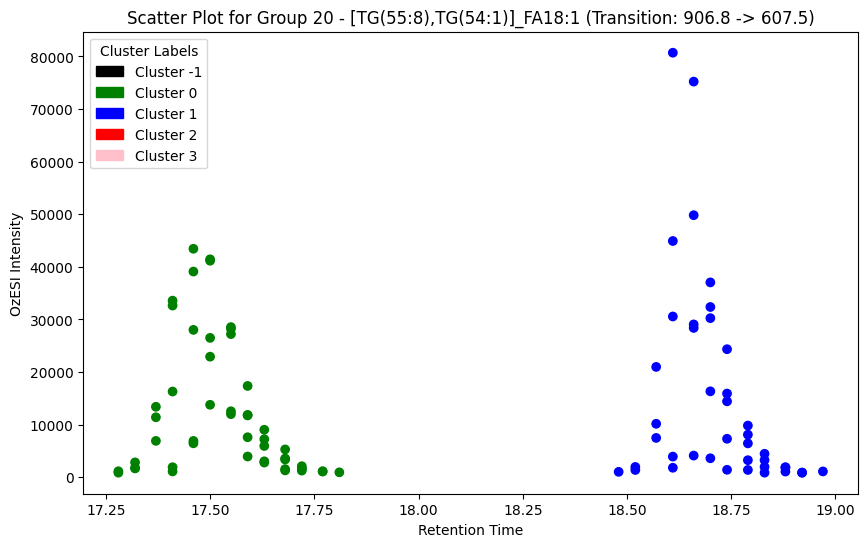 Scatter Plot for Group 20 - [TG(55:8),TG(54:1)]_FA18:1 (Transition: 906.8 -> 607.5)
Cluster Labels
Cluster -1
Cluster 0
Cluster 1
Cluster 2
Cluster 3
OzESI Intensity
80000
70000
60000
50000
40000
30000
20000
10000
0
17.25 17.50 17.75 18.00 18.25 18.50 18.75 19.00
Retention Time